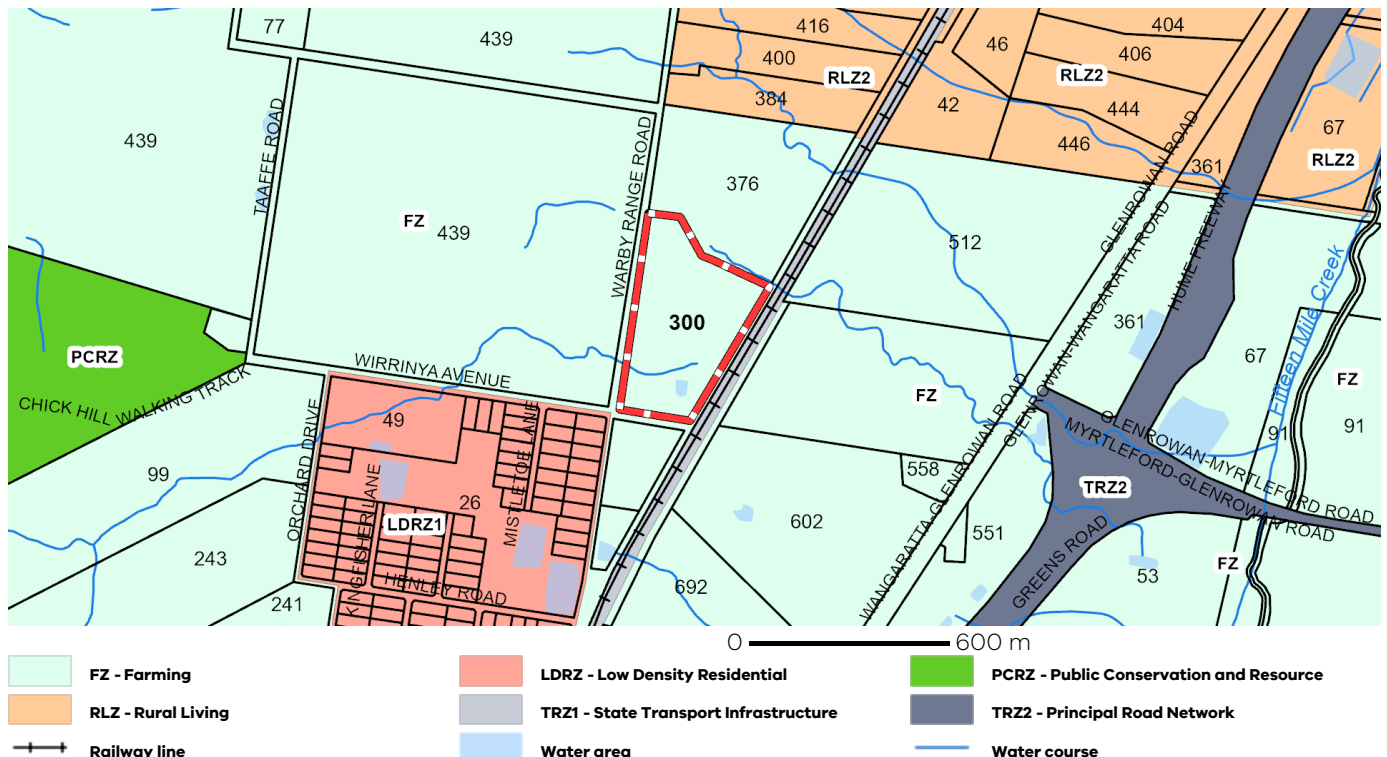 77
439
416
400
RLZ2
384
46
404
406
RLZ2
42
444
446
67
RLZ2
361
439
TAAFFE ROAD
WARBY RANGE ROAD
376
GLENROWAN ROAD
FZ
439
512
GLENROWAN-WANGARATTA ROAD
HUME FREEWAY
Fifteen Mile Creek
300
361
67
PCRZ
WIRRINYA AVENUE
FZ
FZ
CHICK HILL WALKING TRACK
ORCHARD DRIVE
49
MISTLETOE LANE
WANGARATTA-GLENROWAN ROAD
GLENROWAN-MYRTLEFORD ROAD
MYRTLEFORD-GLENROWAN ROAD
91
91
99
558
TRZ2
26
KINGFISHER LANE
LDRZ1
602
551
GREENS ROAD
243
HENLEY ROAD
692
FZ
53
241
0 600 m
FZ - Farming
LDRZ - Low Density Residential
PCRZ - Public Conservation and Resource
RLZ - Rural Living
TRZ1 - State Transport Infrastructure
TRZ2 - Principal Road Network
Railway line
Water area
Water course